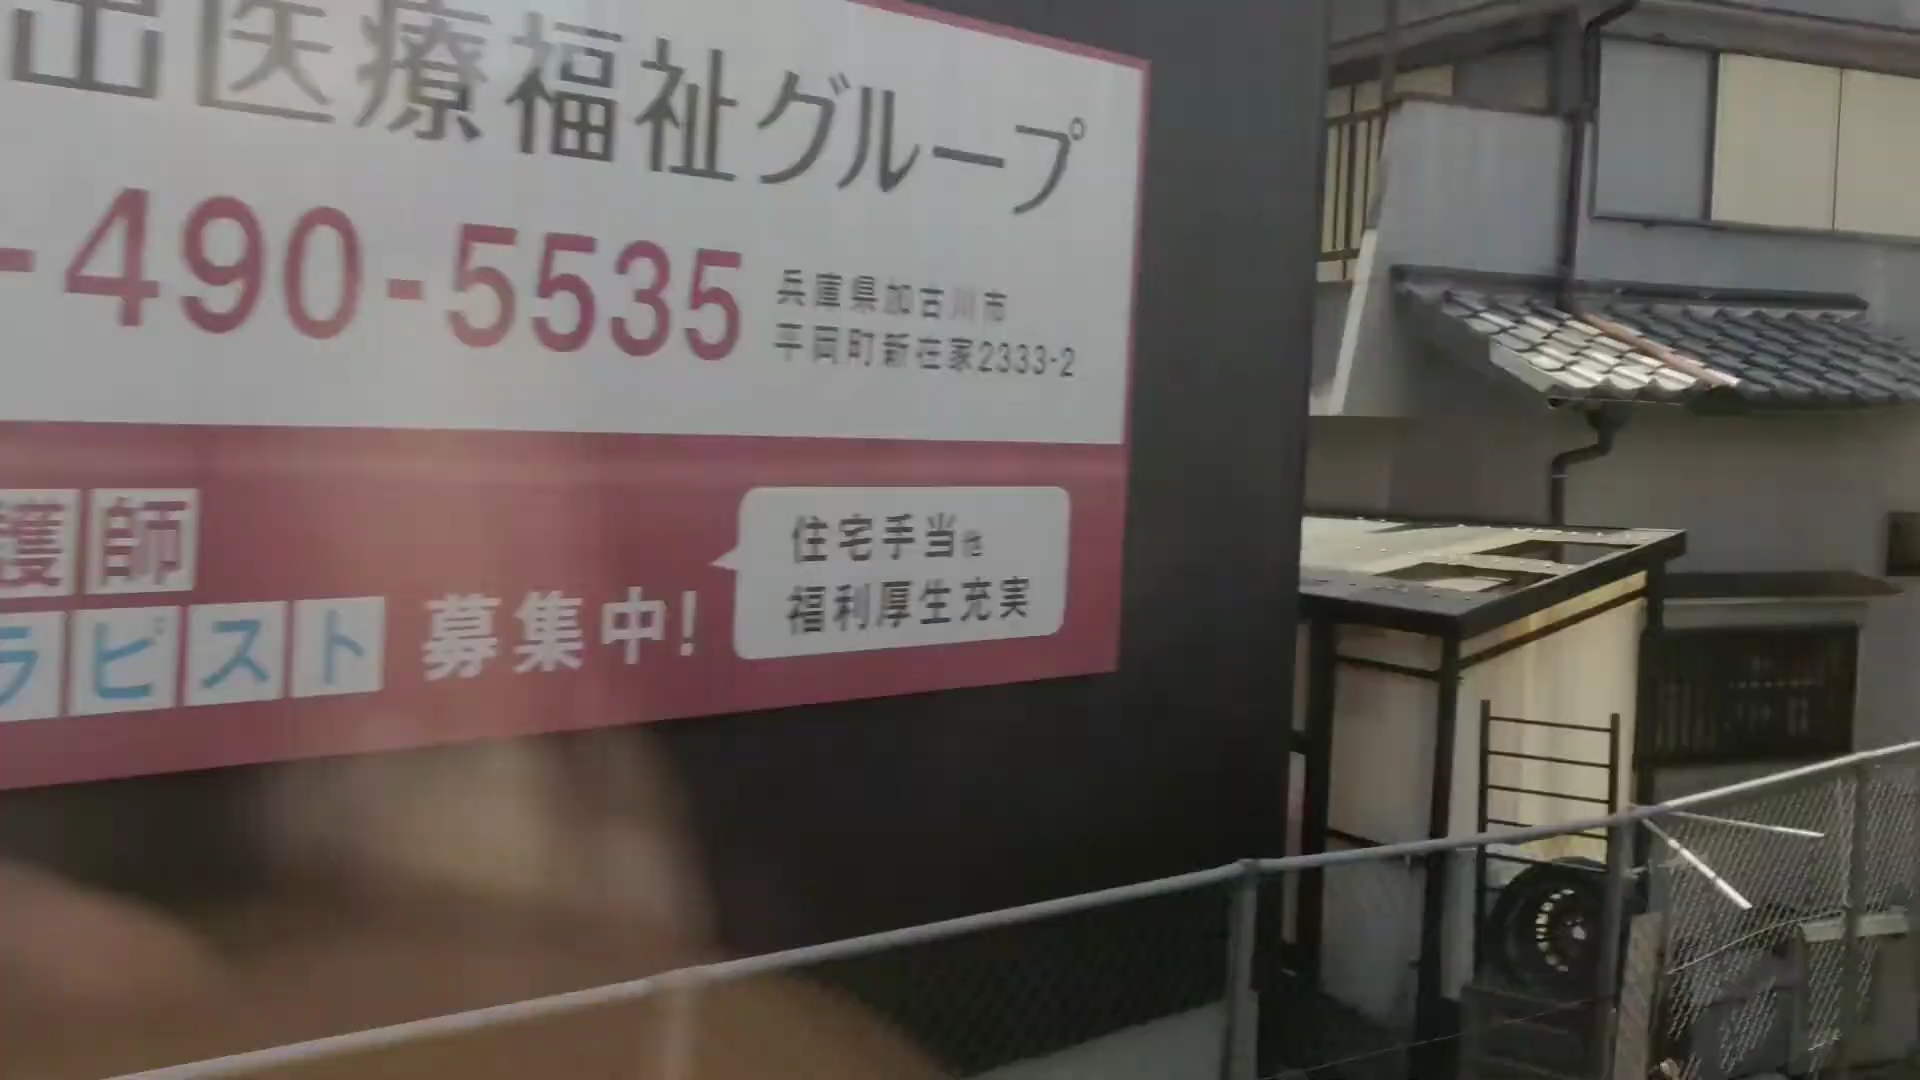 出医療福祉グループ
-490-5535
兵庫県加古川市
平岡町新在家2333-2
護師
ラピスト 募集中!
住宅手当他
福利厚生充実